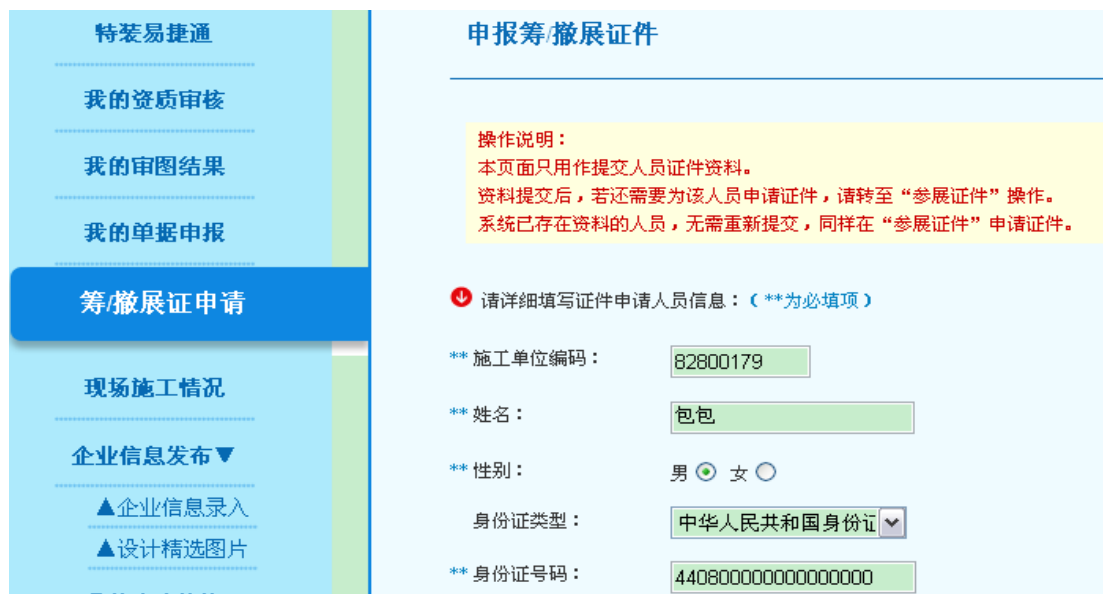 特装易捷通
我的资质审核
我的审图结果
我的单据申报
筹/撤展证申请
现场施工情况
企业信息发布▼
▲企业信息录入
▲设计精选图片
申报筹/撤展证件
操作说明：
本页面只用作提交人员证件资料。
资料提交后，若还需要为该人员申请证件，请转至“参展证件”操作。
系统已存在资料的人员，无需重新提交，同样在“参展证件”申请证件。
请详细填写证件申请人员信息：（**为必填项）
** 施工单位编码： 82800179
** 姓名： 包包
** 性别： 男 女
身份证类型： 中华人民共和国身份证
** 身份证号码： 440800000000000000